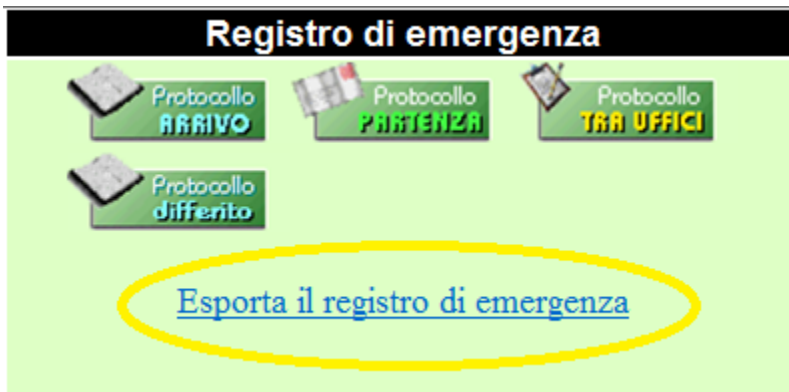 Registro di emergenza
Protocollo
ARRIVO
Protocollo
PARTENZA
Protocollo
TRA UFFICI
Protocollo
differito
Esporta il registro di emergenza